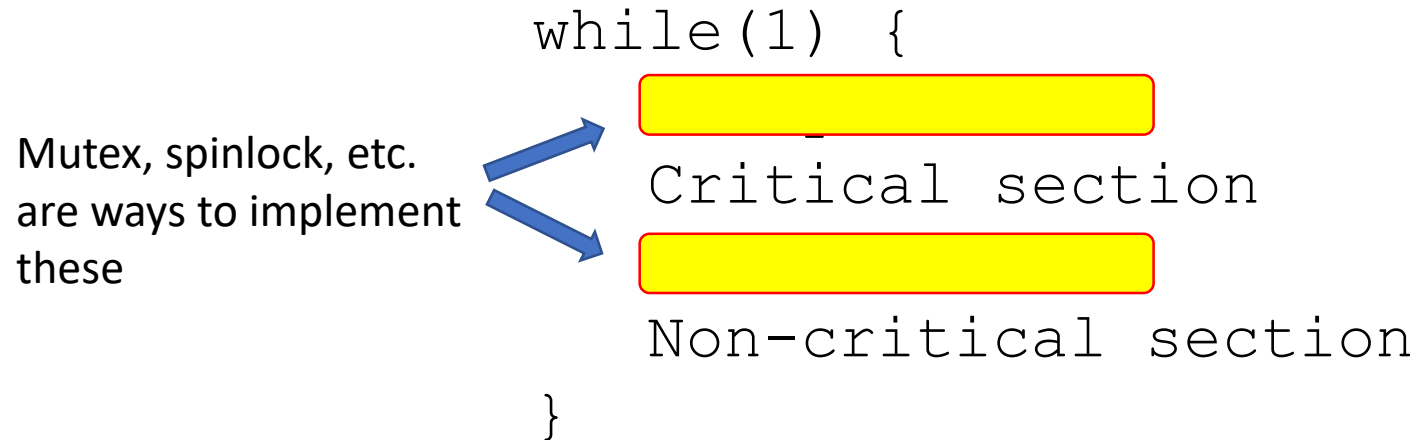 while(1) {
Mutex, spinlock, etc.
are ways to implement
these
Critical section
Non-critical section
}